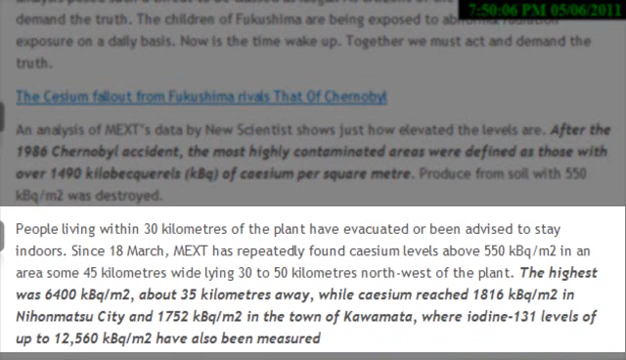 7:50:06 PM 05/06/2011
demand the truth. The children of Fukushima are being exposed to abnormal radiation
exposure on a daily basis. Now is the time wake up. Together we must act and demand the
truth.
The Cesium fallout from Fukushima rivals That Of Chernobyl
An analysis of MEXT's data by New Scientist shows just how elevated the levels are. After the
1986 Chernobyl accident, the most highly contaminated areas were defined as those with
over 1490 kilobecquerels (kBq) of caesium per square metre. Produce from soil with 550
kBq/m2 was destroyed.
People living within 30 kilometres of the plant have evacuated or been advised to stay
indoors. Since 18 March, MEXT has repeatedly found caesium levels above 550 kBq/m2 in an
area some 45 kilometres wide lying 30 to 50 kilometres north-west of the plant. The highest
was 6400 kBq/m2, about 35 kilometres away, while caesium reached 1816 kBq/m2 in
Nihonmatsu City and 1752 kBq/m2 in the town of Kawamata, where iodine-131 levels of
up to 12,560 kBq/m2 have also been measured